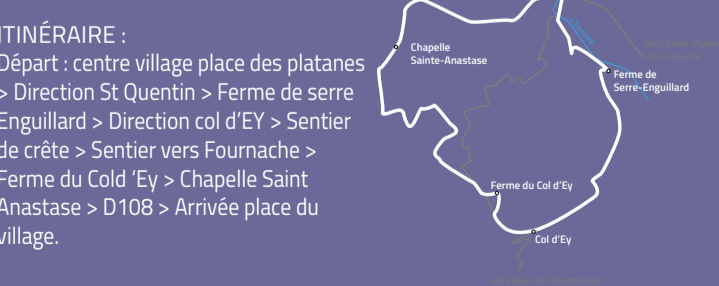 ITINÉRAIRE :
Départ : centre village place des platanes
> Direction St Quentin > Ferme de serre
Enguillard > Direction col d'EY > Sentier
de crête > Sentier vers Fournache >
Ferme du Cold 'Ey > Chapelle Saint
Anastase > D108 > Arrivée place du
village.
Chapelle
Sainte-Anastase
Ferme de
Serre-Enguillard
Ferme du Col d'Ey
Col d'Ey